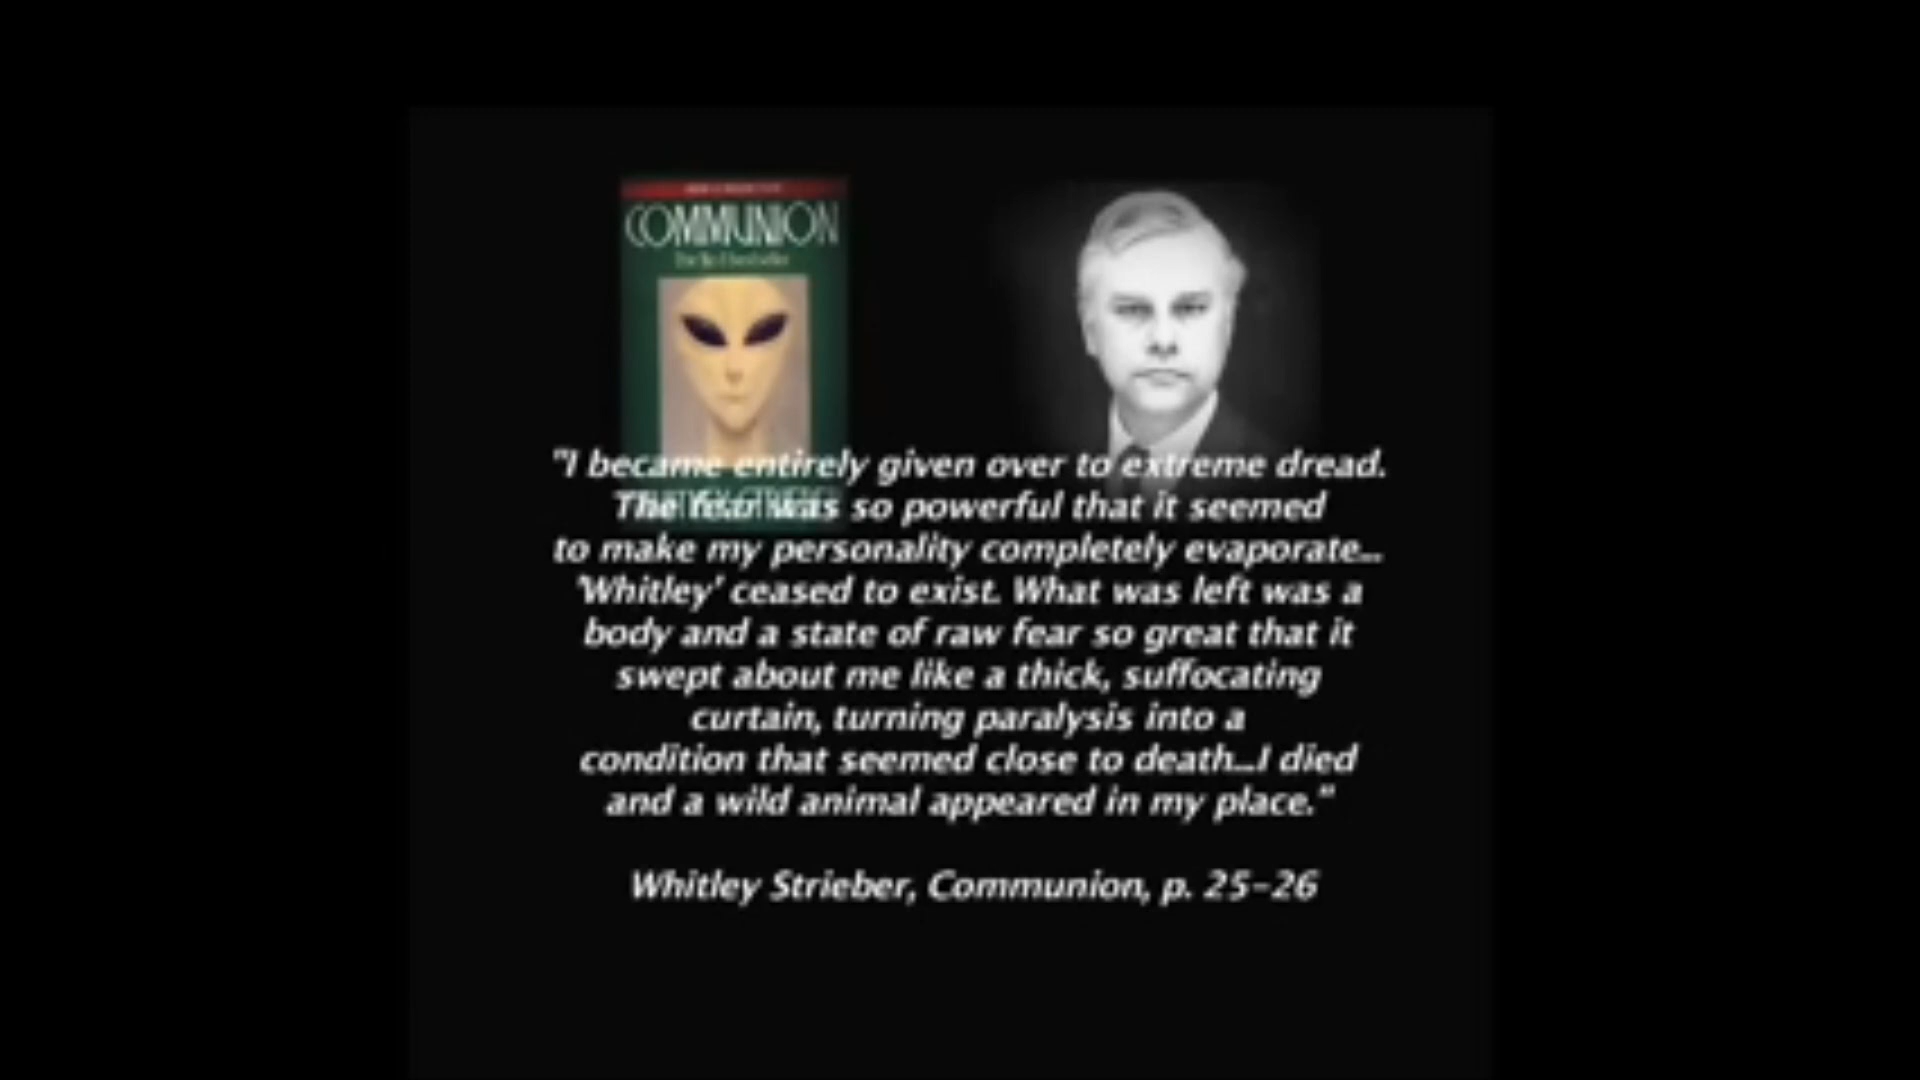 COMMUNION
"I became entirely given over to extreme dread.
The fear was so powerful that it seemed
to make my personality completely evaporate...
'Whitley' ceased to exist. What was left was a
body and a state of raw fear so great that it
swept about me like a thick, suffocating
curtain, turning paralysis into a
condition that seemed close to death...I died
and a wild animal appeared in my place."
Whitley Strieber, Communion, p. 25-26